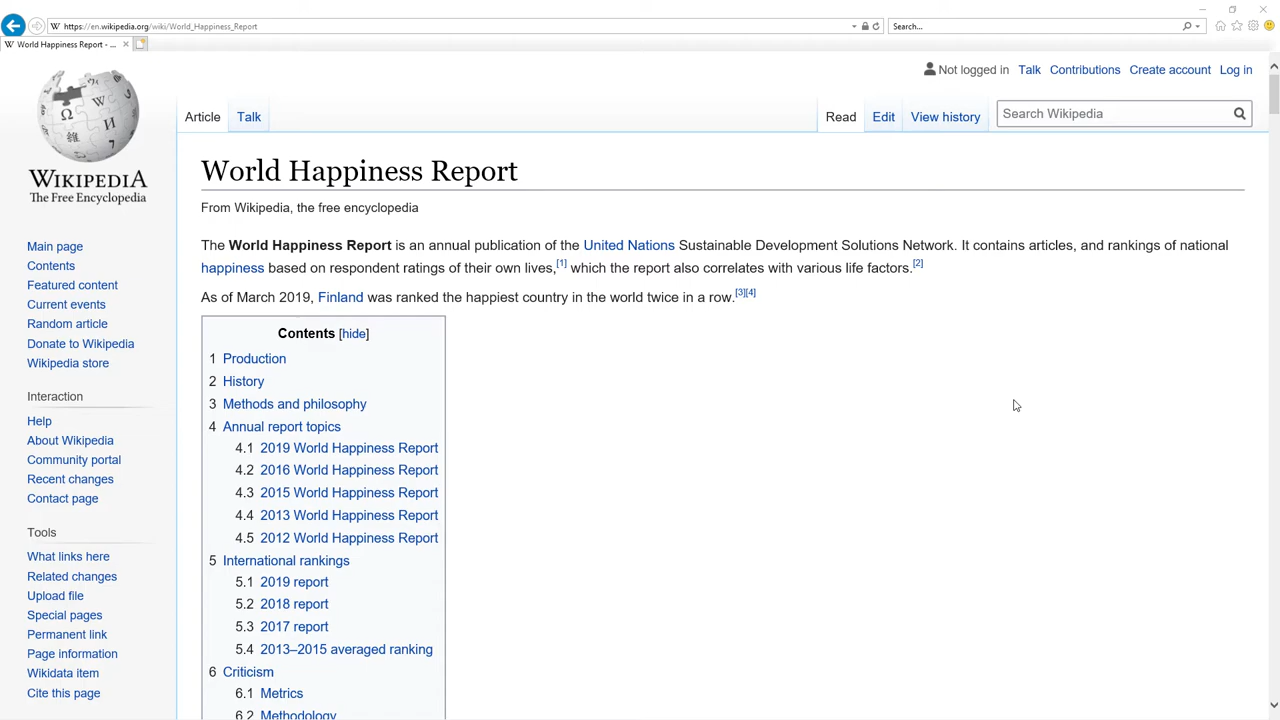 https://en.wikipedia.org/wiki/World_Happiness_Report
Search...
World Happiness Report - ...
Not logged in Talk Contributions Create account Log in
Article Talk
Read Edit View history
Search Wikipedia
WIKIPEDIA
The Free Encyclopedia
Main page
Contents
Featured content
Current events
Random article
Donate to Wikipedia
Wikipedia store
Interaction
Help
About Wikipedia
Community portal
Recent changes
Contact page
Tools
What links here
Related changes
Upload file
Special pages
Permanent link
Page information
Wikidata item
Cite this page
World Happiness Report
From Wikipedia, the free encyclopedia
The World Happiness Report is an annual publication of the United Nations Sustainable Development Solutions Network. It contains articles, and rankings of national
happiness based on respondent ratings of their own lives,[1] which the report also correlates with various life factors.[2]
As of March 2019, Finland was ranked the happiest country in the world twice in a row.[3][4]
Contents [hide]
1 Production
2 History
3 Methods and philosophy
4 Annual report topics
4.1 2019 World Happiness Report
4.2 2016 World Happiness Report
4.3 2015 World Happiness Report
4.4 2013 World Happiness Report
4.5 2012 World Happiness Report
5 International rankings
5.1 2019 report
5.2 2018 report
5.3 2017 report
5.4 2013–2015 averaged ranking
6 Criticism
6.1 Metrics
6.2 Methodology